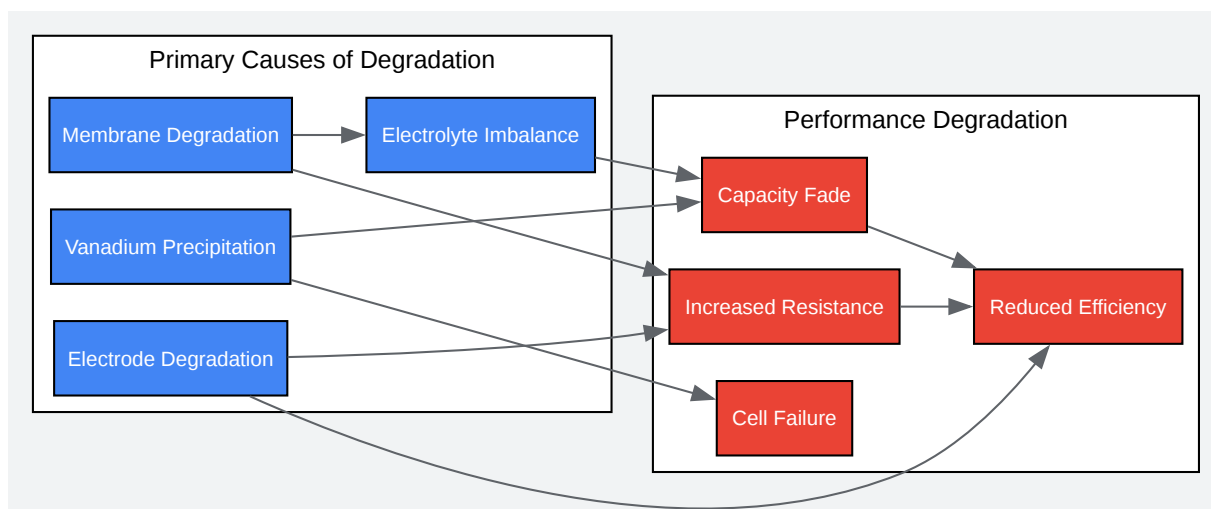 Primary Causes of Degradation
Membrane Degradation
Electrolyte Imbalance
Vanadium Precipitation
Electrode Degradation
Performance Degradation
Capacity Fade
Increased Resistance
Reduced Efficiency
Cell Failure